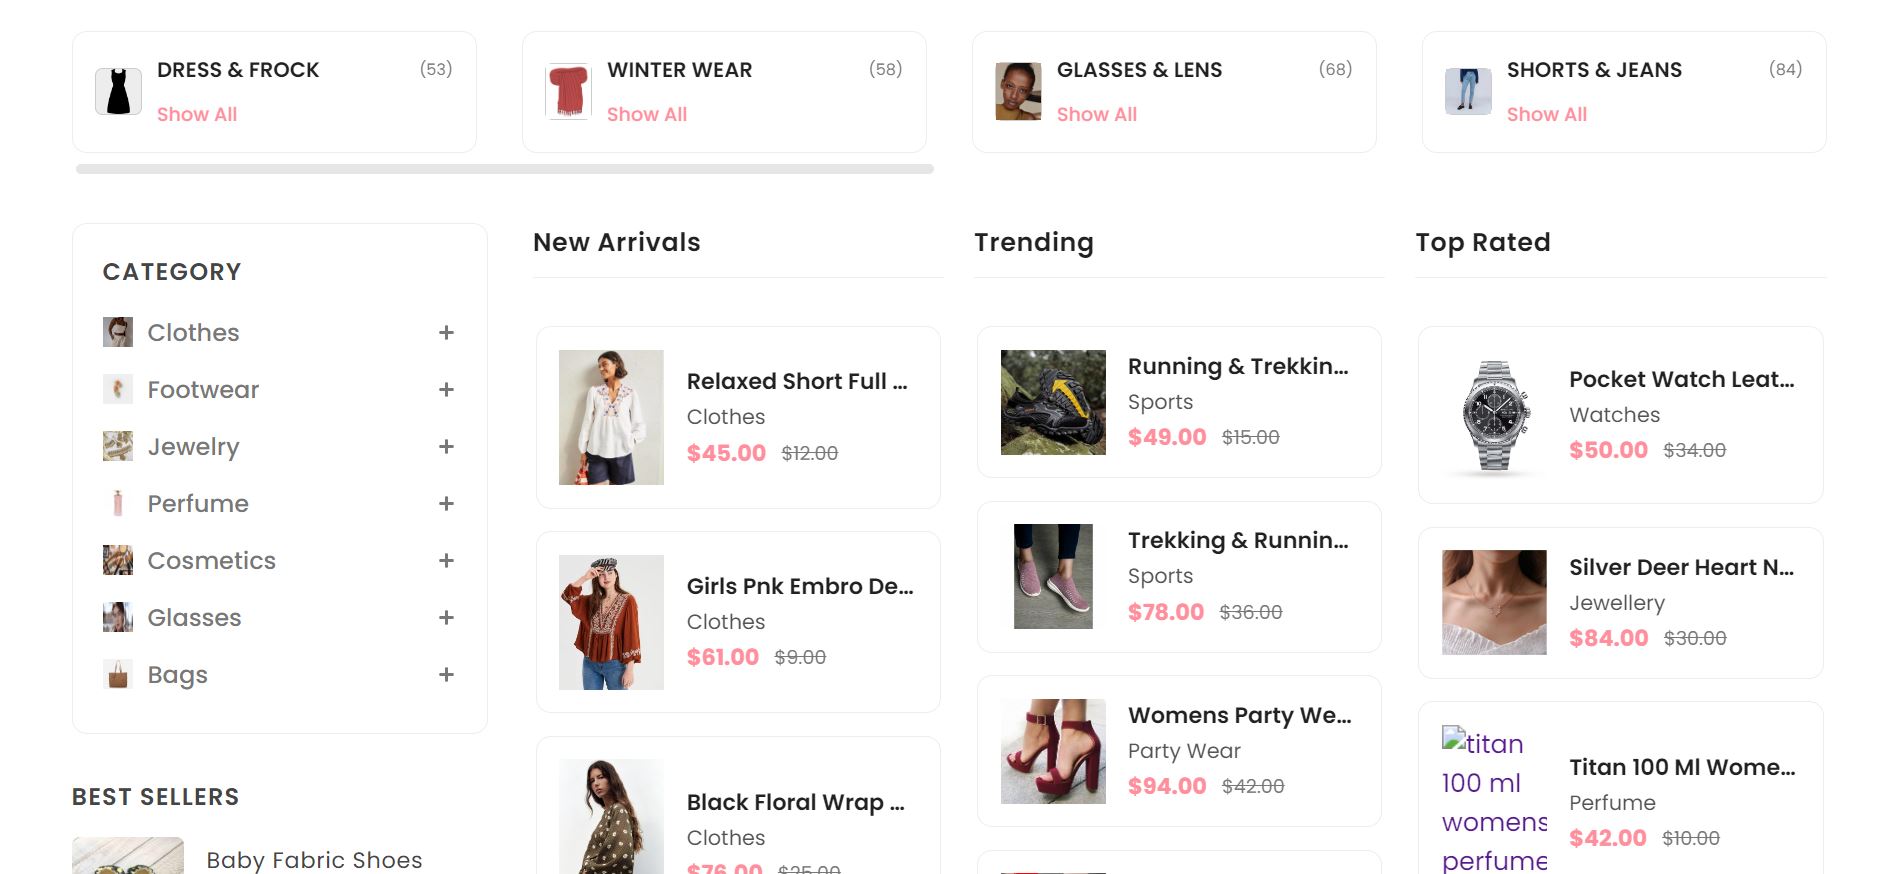 DRESS & FROCK (53)
Show All
WINTER WEAR (58)
Show All
GLASSES & LENS (68)
Show All
SHORTS & JEANS (84)
Show All
CATEGORY
Clothes +
Footwear +
Jewelry +
Perfume +
Cosmetics +
Glasses +
Bags +
BEST SELLERS
Baby Fabric Shoes
New Arrivals
Relaxed Short Full ...
Clothes
$45.00 $12.00
Girls Pnk Embro De...
Clothes
$61.00 $9.00
Black Floral Wrap ...
Clothes
$76.00 $25.00
Trending
Running & Trekkin...
Sports
$49.00 $15.00
Trekking & Runnin...
Sports
$78.00 $36.00
Womens Party We...
Party Wear
$94.00 $42.00
Top Rated
Pocket Watch Leat...
Watches
$50.00 $34.00
Silver Deer Heart N...
Jewellery
$84.00 $30.00
titan
100 ml
womens
perfume
Titan 100 Ml Wome...
Perfume
$42.00 $10.00